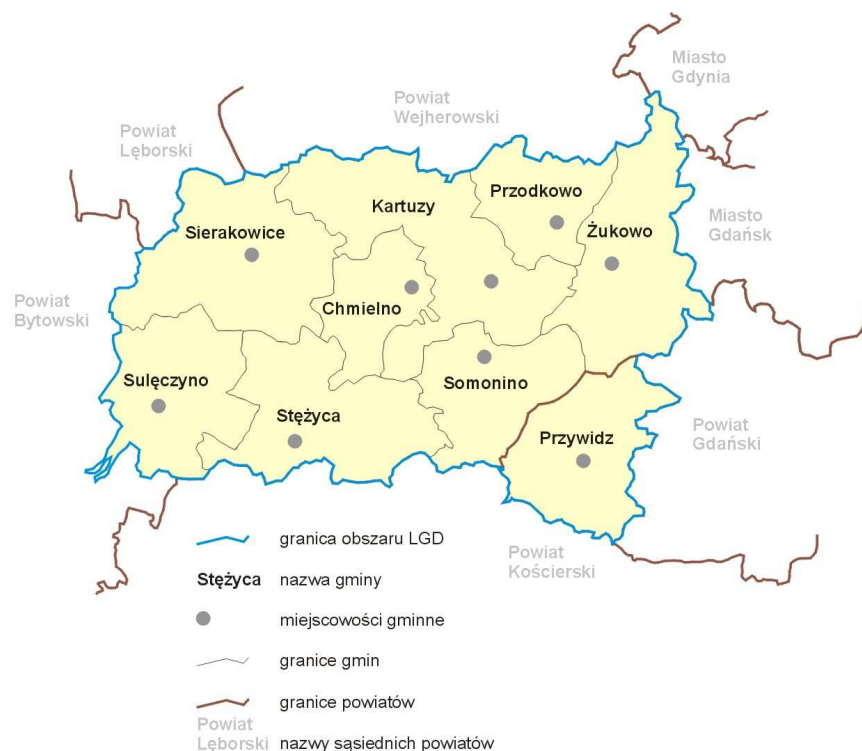 Miasto
Gdynia
Powiat
Wejherowski
Powiat
Lęborski
Przodkowo
Kartuzy
Miasto
Gdańsk
Sierakowice
Żukowo
Powiat
Bytowski
Chmielno
Sulęczyno
Somonino
Stężyca
Przywidz
Powiat
Gdański
granica obszaru LGD
Powiat
Kościerski
Stężyca nazwa gminy
miejscowości gminne
granice gmin
granice powiatów
Powiat
Lęborski nazwy sąsiednich powiatów